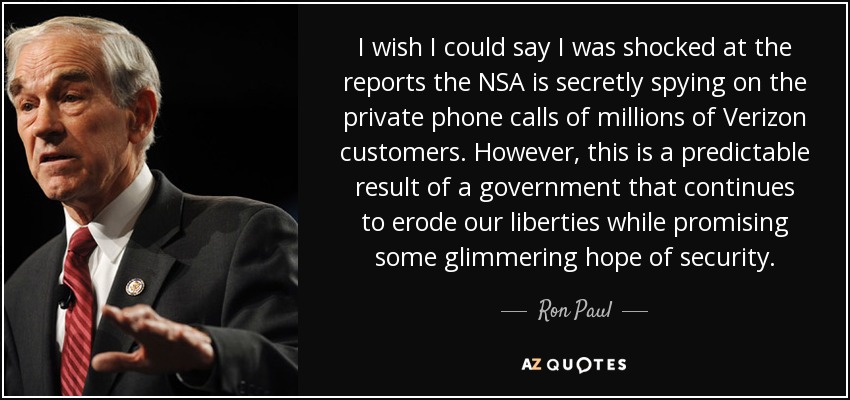 I wish I could say I was shocked at the
reports the NSA is secretly spying on the
private phone calls of millions of Verizon
customers. However, this is a predictable
result of a government that continues
to erode our liberties while promising
some glimmering hope of security.
Ron Paul
AZ QUOTES